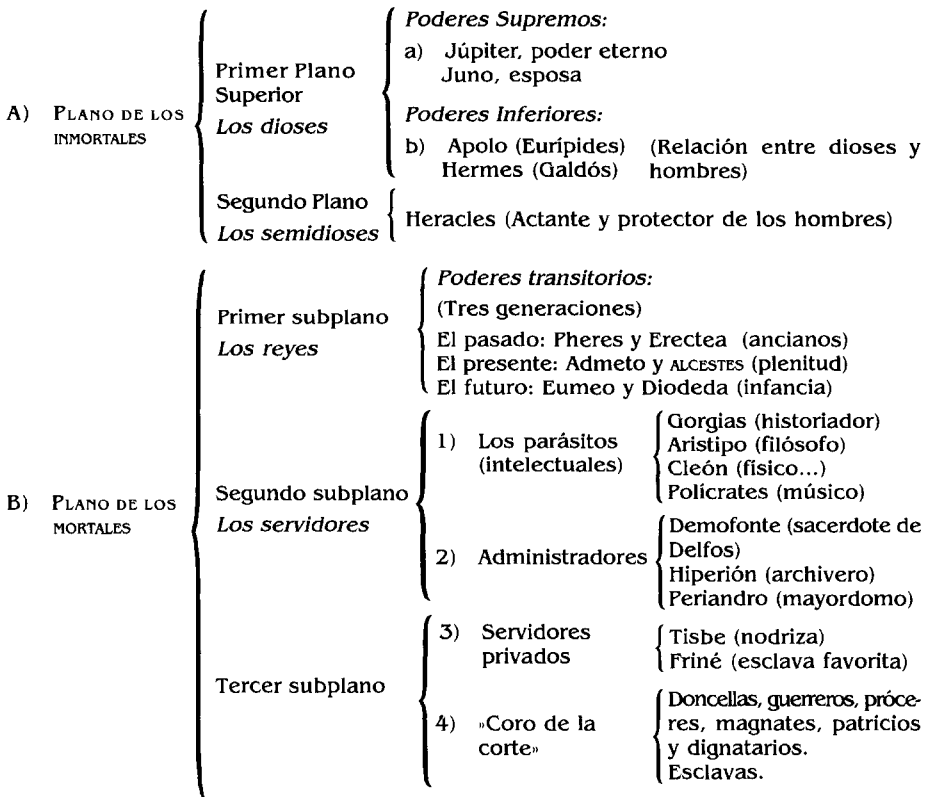 A) PLANO DE LOS
INMORTALES
Primer Plano
Superior
Los dioses
Poderes Supremos:
a) Júpiter, poder eterno
Juno, esposa
Poderes Inferiores:
b) Apolo (Eurípides) (Relación entre dioses y
Hermes (Galdós) hombres)
Segundo Plano
Los semidioses
Heracles (Actante y protector de los hombres)
B) PLANO DE LOS
MORTALES
Primer subplano
Los reyes
Poderes transitorios:
(Tres generaciones)
El pasado: Pheres y Erectea (ancianos)
El presente: Admeto y ALCESTES (plenitud)
El futuro: Eumeo y Diodeda (infancia)
Segundo subplano
Los servidores
1) Los parásitos
(intelectuales)
Gorgias (historiador)
Aristipo (filósofo)
Cleón (físico...)
Polícrates (músico)
2) Administradores
Demofonte (sacerdote de
Delfos)
Hiperión (archivero)
Periandro (mayordomo)
Tercer subplano
3) Servidores
privados
Tisbe (nodriza)
Friné (esclava favorita)
4) »Coro de la
corte»
Doncellas, guerreros, próce-
res, magnates, patricios
y dignatarios.
Esclavas.